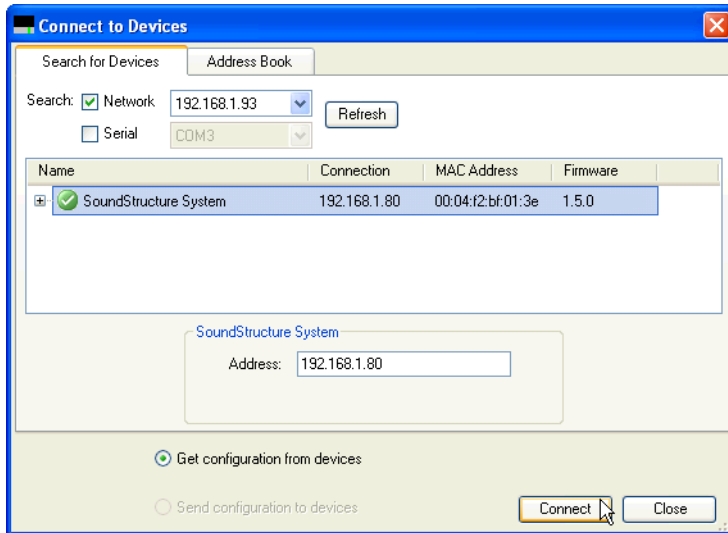 Connect to Devices
Search for Devices Address Book
Search: Network 192.168.1.93 Refresh
Serial COM3
Name Connection MAC Address Firmware
SoundStructure System 192.168.1.80 00:04:f2:bf:01:3e 1.5.0
SoundStructure System
Address: 192.168.1.80
Get configuration from devices
Send configuration to devices Connect Close